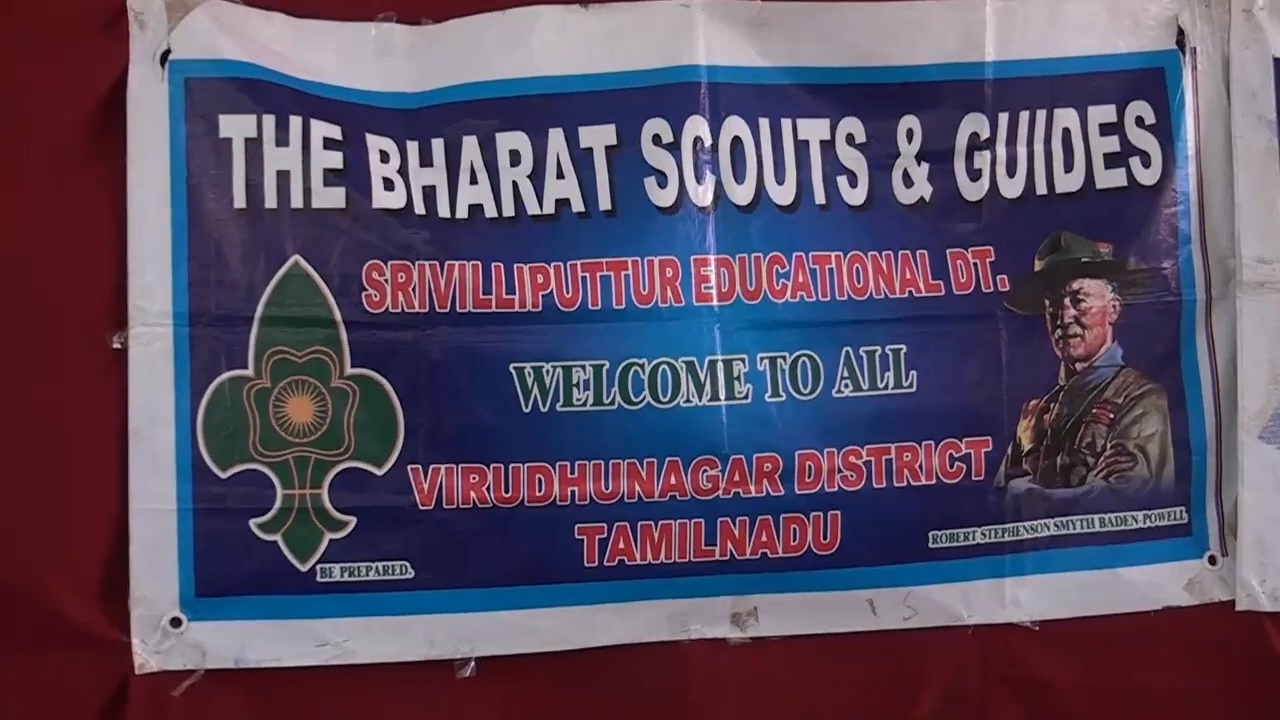 THE BHARAT SCOUTS & GUIDES
SRIVILLIPUTTUR EDUCATIONAL DT.
WELCOME TO ALL
VIRUDHUNAGAR DISTRICT
TAMILNADU
BE PREPARED.
ROBERT STEPHENSON SMYTH BADEN-POWELL